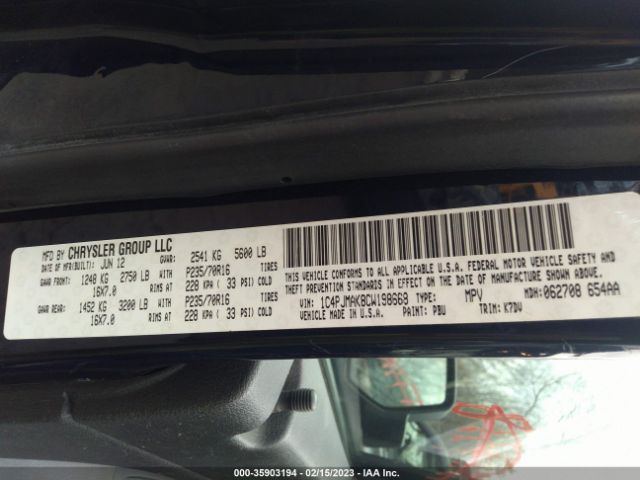 MFD BY CHRYSLER GROUP LLC
DATE OF MFR(BUILT): JUN 12 GVWR: 2541 KG 5600 LB
GAWR FRONT: 1248 KG 2750 LB WITH P235/70R16 TIRES
16X7.0 RIMS AT 228 KPA ( 33 PSI) COLD
GAWR REAR: 1452 KG 3200 LB WITH P235/70R16 TIRES
16X7.0 RIMS AT 228 KPA ( 33 PSI) COLD
THIS VEHICLE CONFORMS TO ALL APPLICABLE U.S.A. FEDERAL MOTOR VEHICLE SAFETY AND
THEFT PREVENTION STANDARDS IN EFFECT ON THE DATE OF MANUFACTURE SHOWN ABOVE.
VIN: 1C4PJMAK8CW198669 TYPE: MPV MDH: 062708 654AA
MADE IN U.S.A. PAINT: PBU TRIM: K7DV
000-35903194 - 02/15/2023 - IAA Inc.